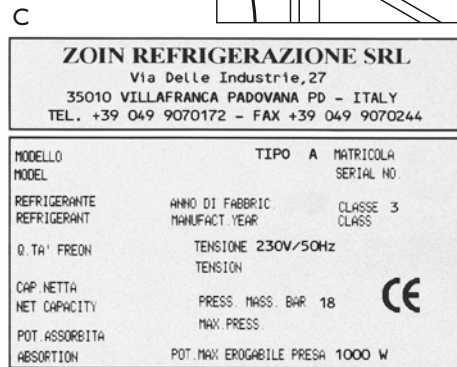 C
ZOIN REFRIGERAZIONE SRL
Via Delle Industrie,27
35010 VILLAFRANCA PADOVANA PD - ITALY
TEL. +39 049 9070172 - FAX +39 049 9070244
MODELLO TIPO A MATRICOLA
MODEL SERIAL NO.
REFRIGERANTE ANNO DI FABBRIC. CLASSE 3
REFRIGERANT MANUFACT.YEAR CLASS
Q.TA' FREON TENSIONE 230V/50Hz
TENSION
CAP.NETTA
NET CAPACITY PRESS. MASS. BAR 18 CE
MAX.PRESS.
POT.ASSORBITA
ABSORTION POT.MAX EROGABILE PRESA 1000 W